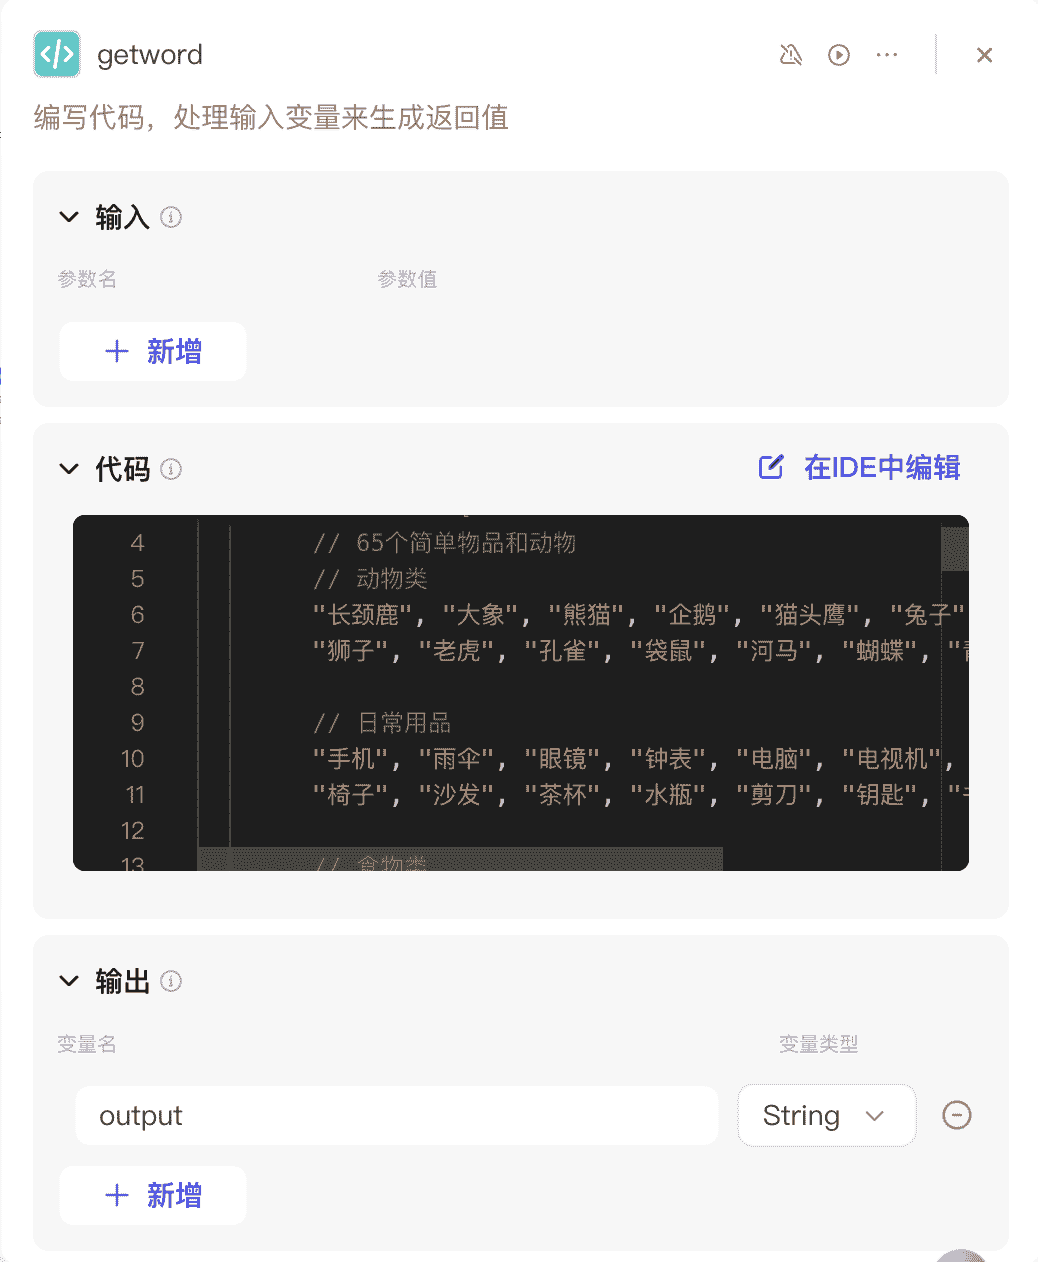 getword
编写代码，处理输入变量来生成返回值
输入
参数名 参数值
新增
代码
在IDE中编辑
4 // 65个简单物品和动物
5 // 动物类
6 "长颈鹿", "大象", "熊猫", "企鹅", "猫头鹰", "兔子"
7 "狮子", "老虎", "孔雀", "袋鼠", "河马", "蝴蝶", "
8
9 // 日常用品
10 "手机", "雨伞", "眼镜", "钟表", "电脑", "电视机",
11 "椅子", "沙发", "茶杯", "水瓶", "剪刀", "钥匙", "
12
13 // 食物类
输出
变量名 变量类型
output String
新增